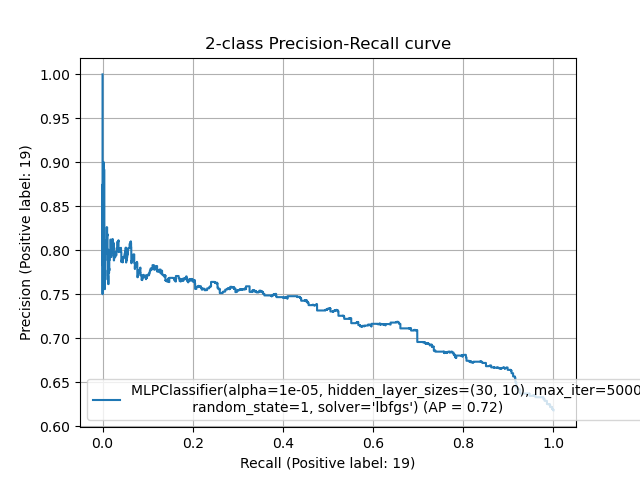 2-class Precision-Recall curve
1.00
0.95
0.90
0.85
0.80
0.75
0.70
0.65
0.60
Precision (Positive label: 19)
MLPClassifier(alpha=1e-05, hidden_layer_sizes=(30, 10), max_iter=5000
random_state=1, solver='lbfgs') (AP = 0.72)
0.0 0.2 0.4 0.6 0.8 1.0
Recall (Positive label: 19)